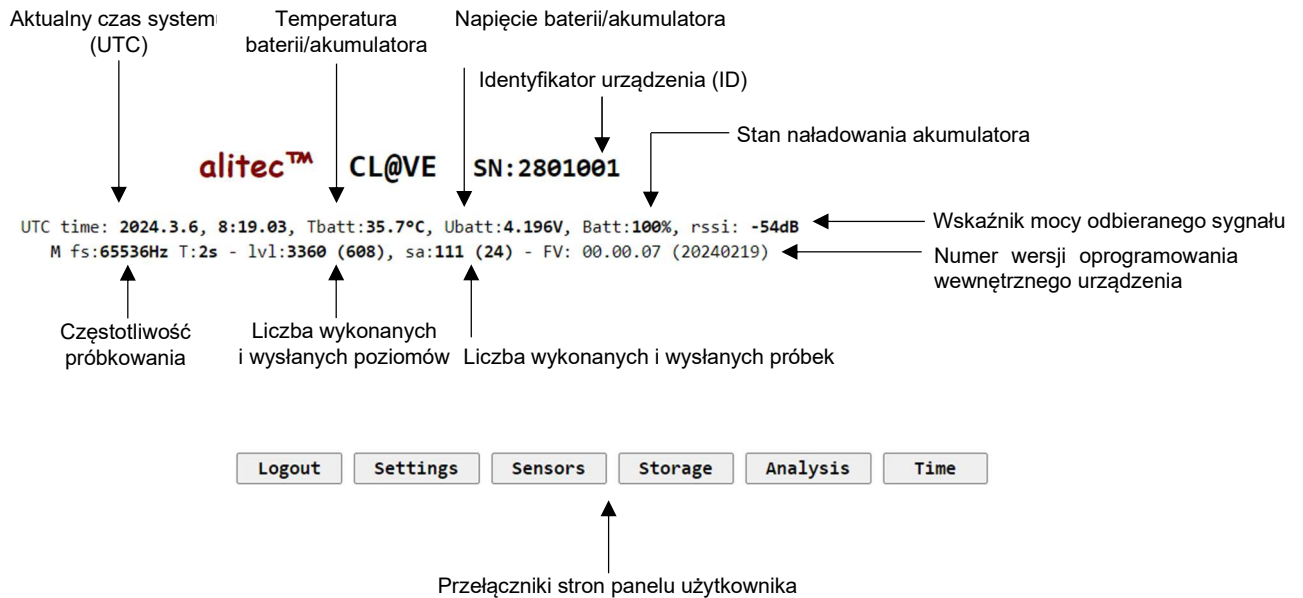 Aktualny czas system
(UTC)
Temperatura
baterii/akumulatora
Napięcie baterii/akumulatora
Identyfikator urządzenia (ID)
Stan naładowania akumulatora
alitec™ CL@VE SN:2801001
UTC time: 2024.3.6, 8:19.03, Tbatt:35.7°C, Ubatt:4.196V, Batt:100%, rssi: -54dB
Wskaźnik mocy odbieranego sygnału
M fs:65536Hz T:2s - lvl:3360 (608), sa:111 (24) - FV: 00.00.07 (20240219)
Numer wersji oprogramowania
wewnętrznego urządzenia
Częstotliwość
próbkowania
Liczba wykonanych
i wysłanych poziomów
Liczba wykonanych i wysłanych próbek
Logout Settings Sensors Storage Analysis Time
Przełączniki stron panelu użytkownika